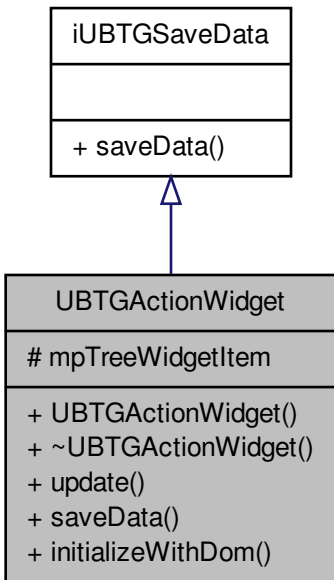 iUBTGSaveData
+ saveData()
UBTGActionWidget
# mpTreeWidgetItem
+ UBTGActionWidget()
+ ~UBTGActionWidget()
+ update()
+ saveData()
+ initializeWithDom()